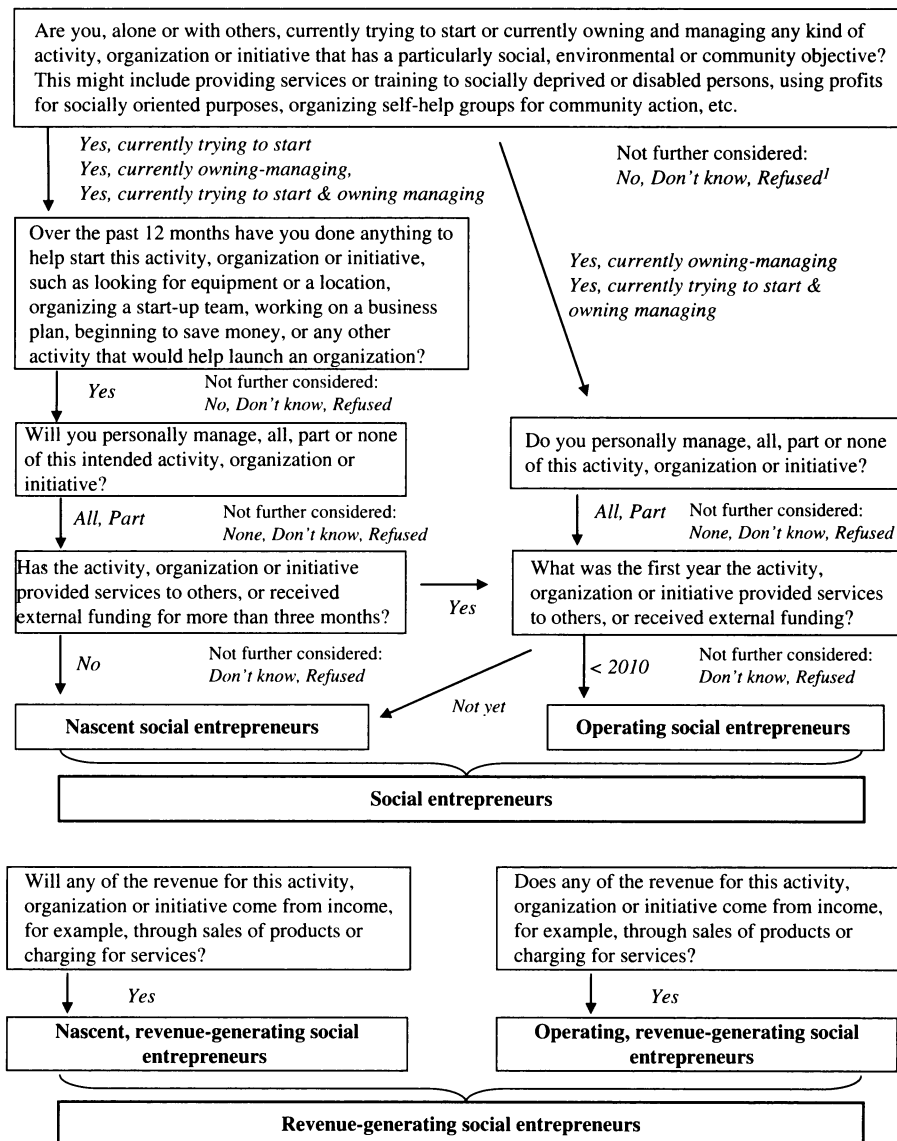 Are you, alone or with others, currently trying to start or currently owning and managing any kind of
activity, organization or initiative that has a particularly social, environmental or community objective?
This might include providing services or training to socially deprived or disabled persons, using profits
for socially oriented purposes, organizing self-help groups for community action, etc.
Yes, currently trying to start
Yes, currently owning-managing,
Yes, currently trying to start & owning managing
Not further considered:
No, Don't know, Refused¹
Over the past 12 months have you done anything to
help start this activity, organization or initiative,
such as looking for equipment or a location,
organizing a start-up team, working on a business
plan, beginning to save money, or any other
activity that would help launch an organization?
Yes, currently owning-managing
Yes, currently trying to start &
owning managing
Yes
Not further considered:
No, Don't know, Refused
Will you personally manage, all, part or none
of this intended activity, organization or
initiative?
Do you personally manage, all, part or none
of this activity, organization or initiative?
All, Part
Not further considered:
None, Don't know, Refused
All, Part
Not further considered:
None, Don't know, Refused
Has the activity, organization or initiative
provided services to others, or received
external funding for more than three months?
Yes
What was the first year the activity,
organization or initiative provided services
to others, or received external funding?
No
Not further considered:
Don't know, Refused
Not yet
< 2010
Not further considered:
Don't know, Refused
Nascent social entrepreneurs
Operating social entrepreneurs
Social entrepreneurs
Will any of the revenue for this activity,
organization or initiative come from income,
for example, through sales of products or
charging for services?
Does any of the revenue for this activity,
organization or initiative come from income,
for example, through sales of products or
charging for services?
Yes
Yes
Nascent, revenue-generating social
entrepreneurs
Operating, revenue-generating social
entrepreneurs
Revenue-generating social entrepreneurs